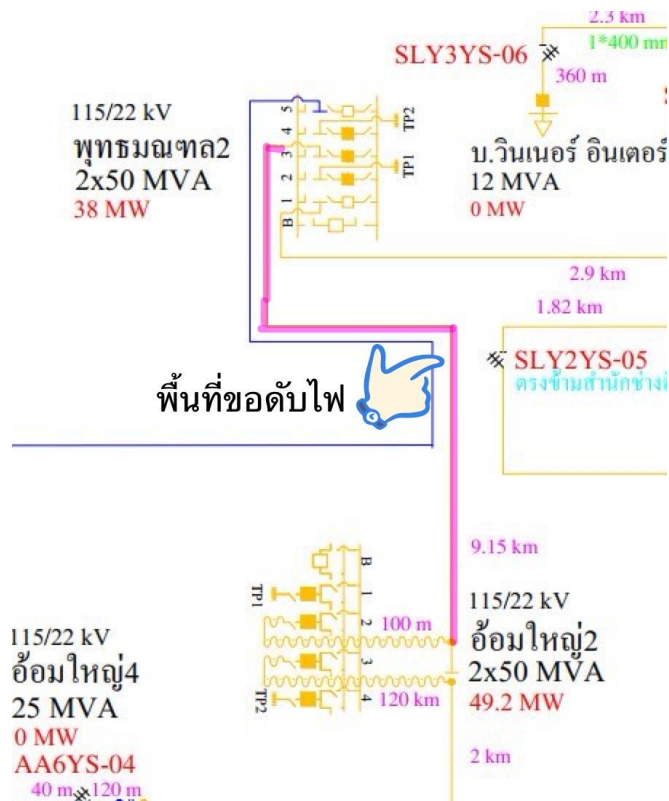 2.3 km
SLY3YS-06
1*400 mm
360 m
115/22 kV
พุทธมณฑล2
2x50 MVA
38 MW
5
4
3
2
1
B
TP2
TP1
บ.วินเนอร์ อินเตอร์
12 MVA
0 MW
2.9 km
1.82 km
SLY2YS-05
ตรงข้ามสำนักช่าง
พื้นที่ขอดับไฟ
9.15 km
B
1
2
3
4
TP1
TP2
100 m
120 km
115/22 kV
อ้อมใหญ่2
2x50 MVA
49.2 MW
2 km
115/22 kV
อ้อมใหญ่4
25 MVA
0 MW
AA6YS-04
40 m
120 m